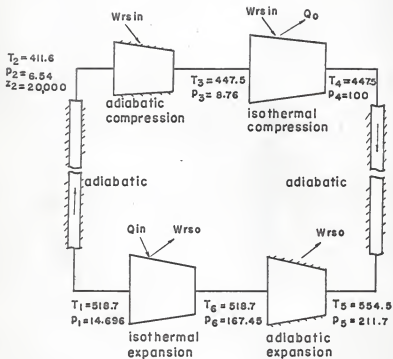 Wrsin
Wrsin
Qo
T2=411.6
P2=6.54
z2=20,000
T3=447.5
P3=8.76
T4=447.5
P4=100
adiabatic
compression
isothermal
compression
adiabatic
adiabatic
Qin
Wrso
Wrso
T1=518.7
P1=14.696
T6=518.7
P6=167.45
T5=554.5
P5=211.7
isothermal
expansion
adiabatic
expansion